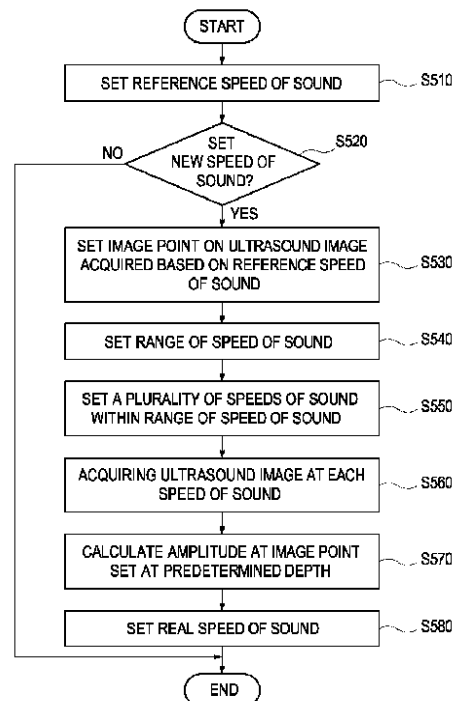 START
SET REFERENCE SPEED OF SOUND
S510
SET
NEW SPEED OF
SOUND?
S520
NO
YES
SET IMAGE POINT ON ULTRASOUND IMAGE
ACQUIRED BASED ON REFERENCE SPEED
OF SOUND
S530
SET RANGE OF SPEED OF SOUND
S540
SET A PLURALITY OF SPEEDS OF SOUND
WITHIN RANGE OF SPEED OF SOUND
S550
ACQUIRING ULTRASOUND IMAGE AT EACH
SPEED OF SOUND
S560
CALCULATE AMPLITUDE AT IMAGE POINT
SET AT PREDETERMINED DEPTH
S570
SET REAL SPEED OF SOUND
S580
END